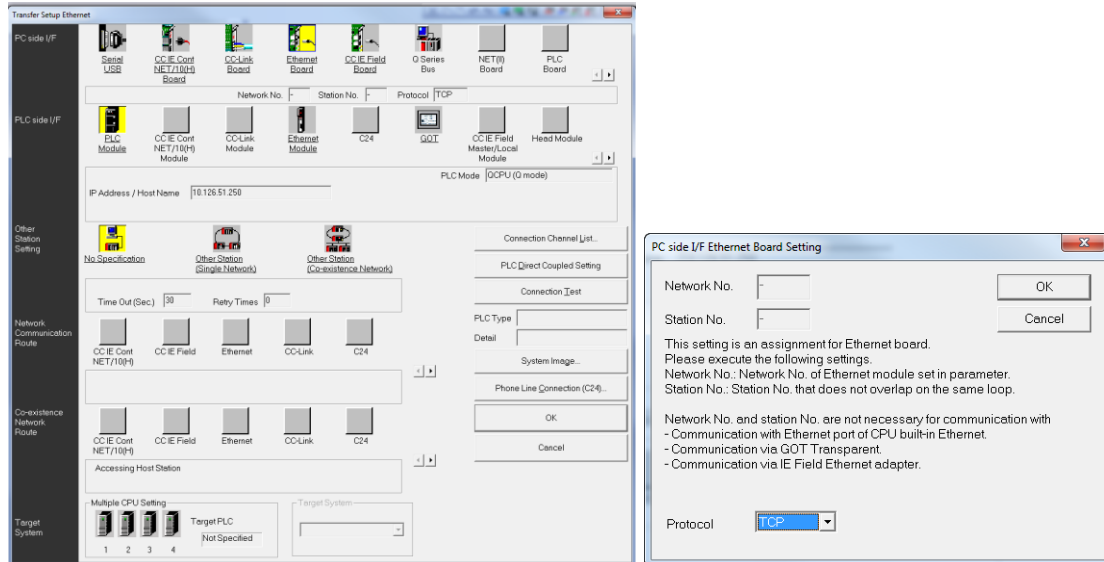 Transfer Setup Ethernet
PC side I/F
Serial
USB
CC IE Cont
NET/10(H)
Board
CC-Link
Board
Ethernet
Board
CC IE Field
Board
Q Series
Bus
NET(II)
Board
PLC
Board
Network No. - Station No. - Protocol TCP
PLC side I/F
PLC
Module
CC IE Cont
NET/10(H)
Module
CC-Link
Module
Ethernet
Module
C24
GOT
CC IE Field
Master/Local
Module
Head Module
PLC Mode QCPU (Q mode)
IP Address / Host Name 10.126.51.250
Other
Station
Setting
No Specification
Other Station
(Single Network)
Other Station
(Co-existence Network)
Time Out (Sec.) 30 Retry Times 0
Connection Channel List...
PLC Direct Coupled Setting
Connection Test
PLC Type
Detail
System Image...
Phone Line Connection (C24)...
OK
Cancel
Network
Communication
Route
CC IE Cont
NET/10(H)
CC IE Field
Ethernet
CC-Link
C24
Co-existence
Network
Route
CC IE Cont
NET/10(H)
CC IE Field
Ethernet
CC-Link
C24
Accessing Host Station
Target
System
Multiple CPU Setting
1 2 3 4
Target PLC
Not Specified
Target System
PC side I/F Ethernet Board Setting
Network No. -
Station No. -
OK
Cancel
This setting is an assignment for Ethernet board.
Please execute the following settings.
Network No.: Network No. of Ethernet module set in parameter.
Station No.: Station No. that does not overlap on the same loop.
Network No. and station No. are not necessary for communication with
- Communication with Ethernet port of CPU built-in Ethernet.
- Communication via GOT Transparent.
- Communication via IE Field Ethernet adapter.
Protocol TCP